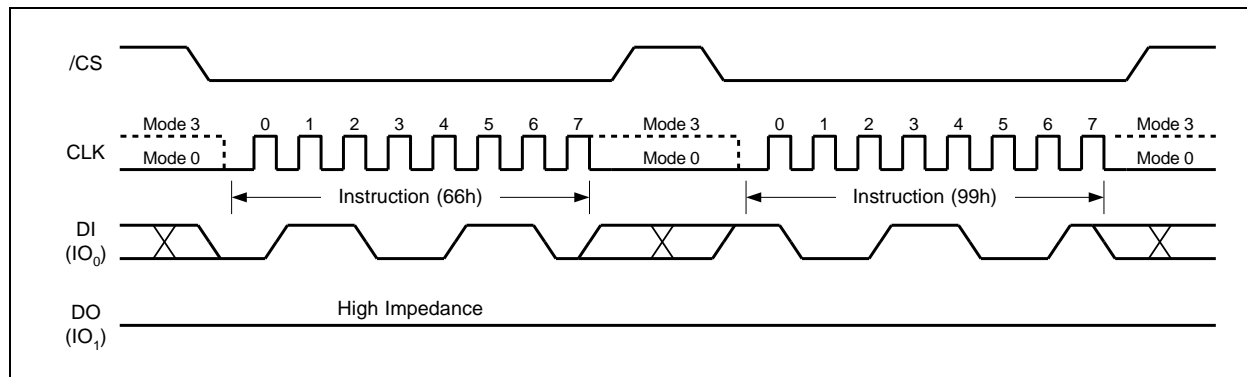 /CS
Mode 3 0 1 2 3 4 5 6 7 Mode 3 0 1 2 3 4 5 6 7 Mode 3
CLK Mode 0 Mode 0 Mode 0
Instruction (66h) Instruction (99h)
DI
(IO0)
High Impedance
DO
(IO1)